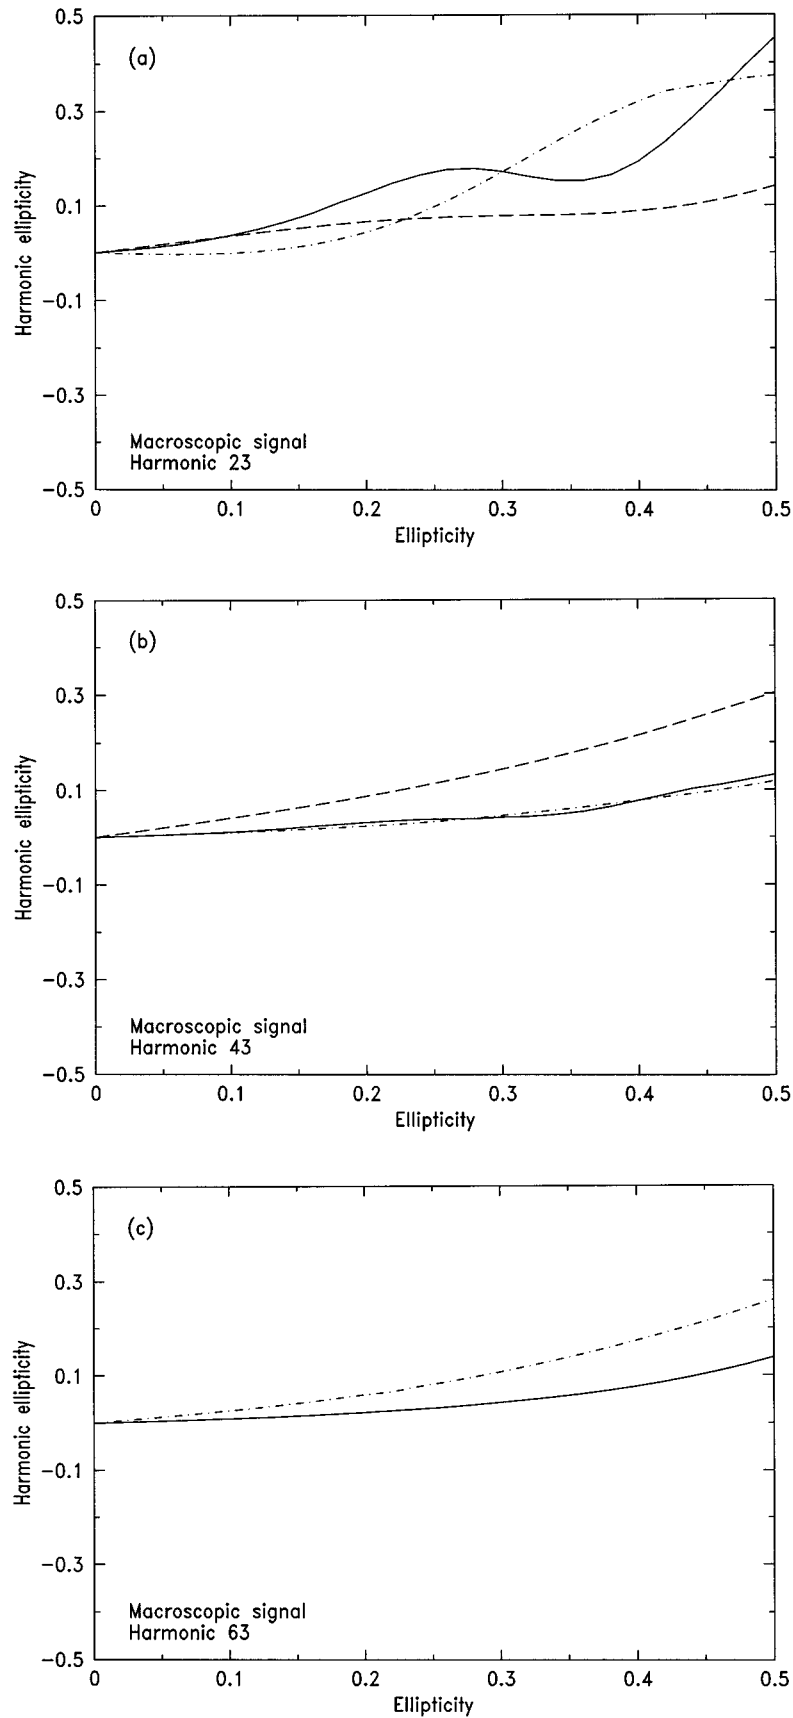 0.5
(a)
0.3
0.1
Harmonic ellipticity
−0.1
−0.3
Macroscopic signal
Harmonic 23
−0.5
0 0.1 0.2 0.3 0.4 0.5
Ellipticity
0.5
(b)
0.3
0.1
Harmonic ellipticity
−0.1
−0.3
Macroscopic signal
Harmonic 43
−0.5
0 0.1 0.2 0.3 0.4 0.5
Ellipticity
0.5
(c)
0.3
0.1
Harmonic ellipticity
−0.1
−0.3
Macroscopic signal
Harmonic 63
−0.5
0 0.1 0.2 0.3 0.4 0.5
Ellipticity